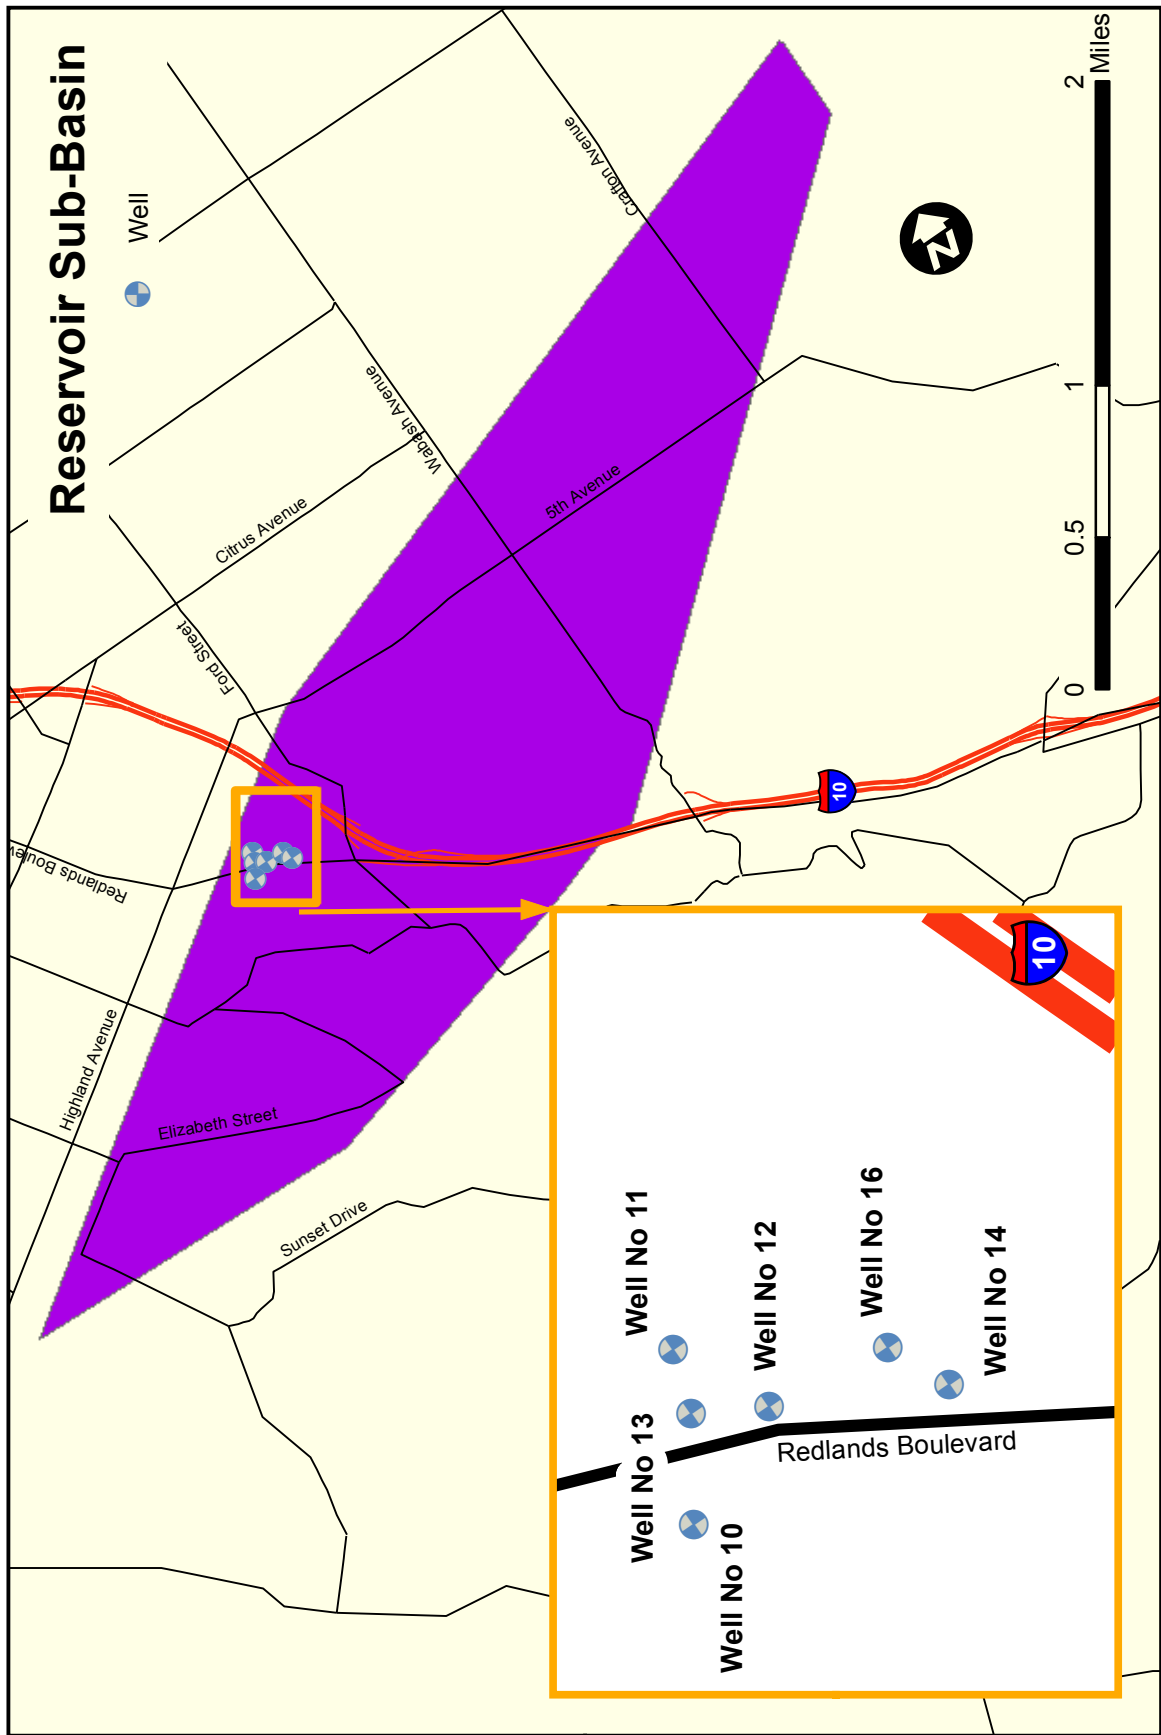 Reservoir Sub-Basin
Well
Crafton Avenue
Wabash Avenue
Citrus Avenue
5th Avenue
Ford Street
Redlands Boulev
Highland Avenue
Elizabeth Street
Sunset Drive
10
N
0
0.5
1
2
Miles
10
Well No 11
Well No 12
Well No 16
Well No 14
Well No 13
Well No 10
Redlands Boulevard